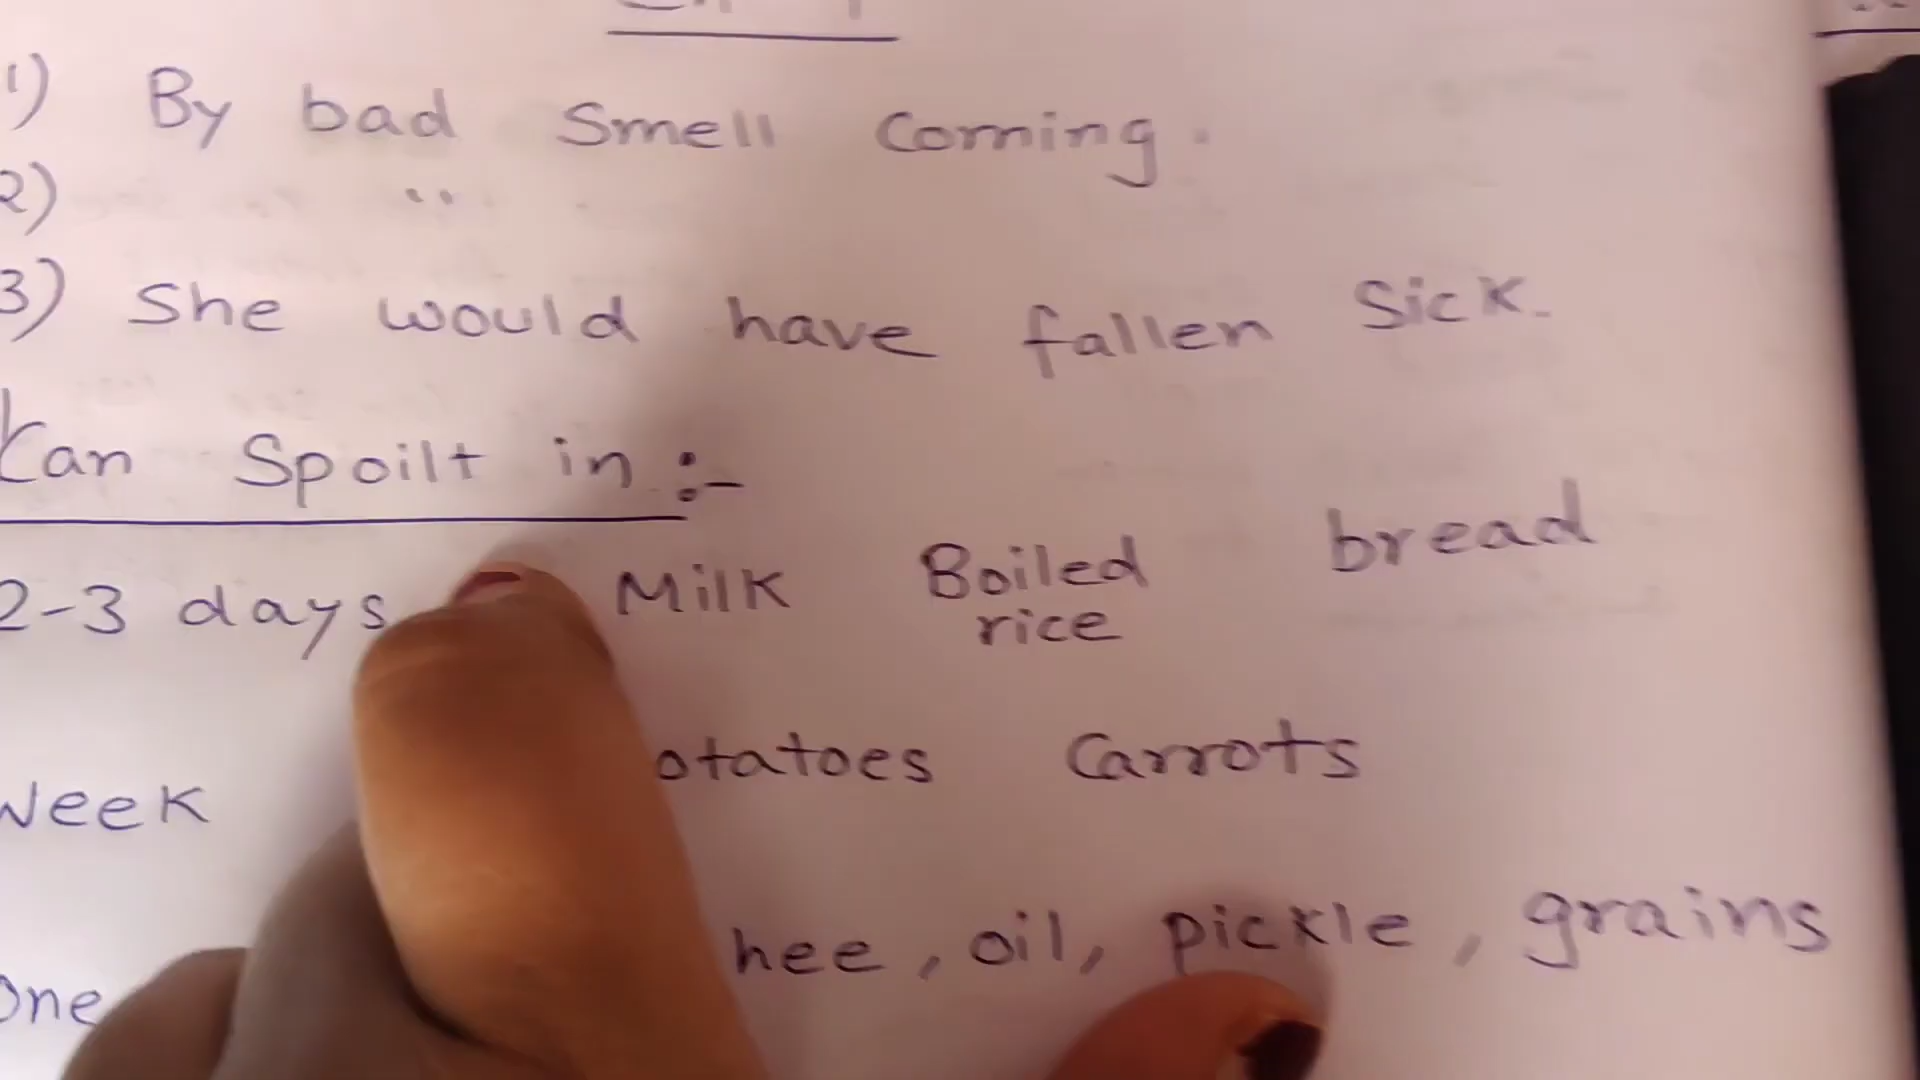 1) By bad smell coming.
2) "
3) She would have fallen sick.
Can Spoilt in :-
2-3 days Milk Boiled rice bread
Week otatoes Carrots
One hee, oil, pickle, grains